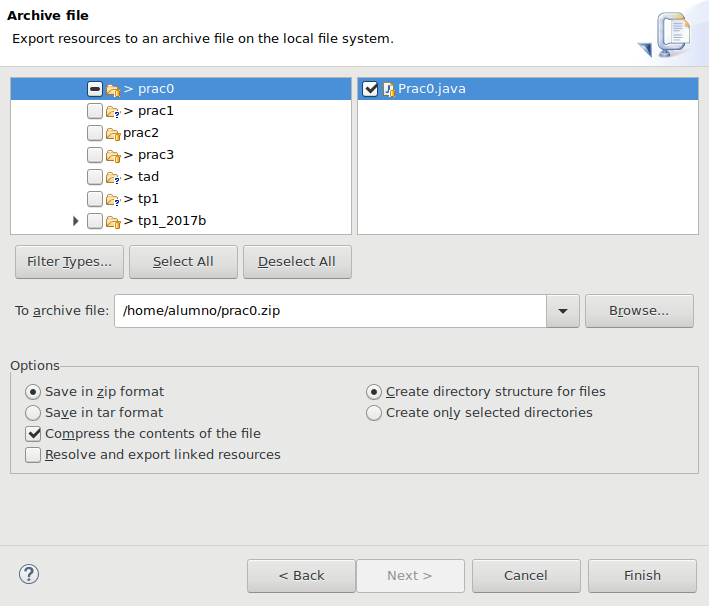 Archive file
Export resources to an archive file on the local file system.
> prac0
> prac1
prac2
> prac3
> tad
> tp1
> tp1_2017b
Prac0.java
Filter Types... Select All Deselect All
To archive file: /home/alumno/prac0.zip Browse...
Options
Save in zip format Create directory structure for files
Save in tar format Create only selected directories
Compress the contents of the file
Resolve and export linked resources
? < Back Next > Cancel Finish